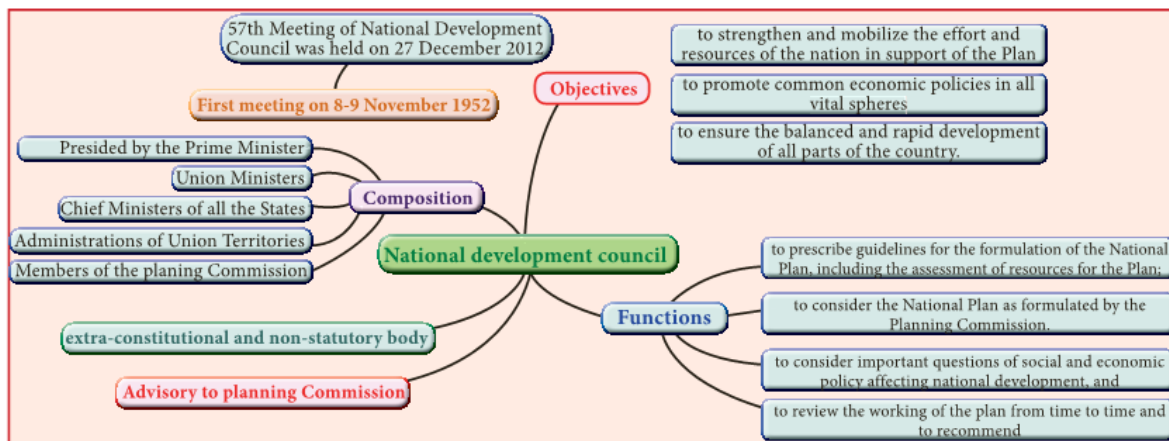 57th Meeting of National Development
Council was held on 27 December 2012
First meeting on 8-9 November 1952
Objectives
to strengthen and mobilize the effort and
resources of the nation in support of the Plan
to promote common economic policies in all
vital spheres
to ensure the balanced and rapid development
of all parts of the country.
Presided by the Prime Minister
Union Ministers
Chief Ministers of all the States
Administrations of Union Territories
Members of the planing Commission
Composition
National development council
extra-constitutional and non-statutory body
Advisory to planning Commission
Functions
to prescribe guidelines for the formulation of the National
Plan, including the assessment of resources for the Plan;
to consider the National Plan as formulated by the
Planning Commission.
to consider important questions of social and economic
policy affecting national development, and
to review the working of the plan from time to time and
to recommend